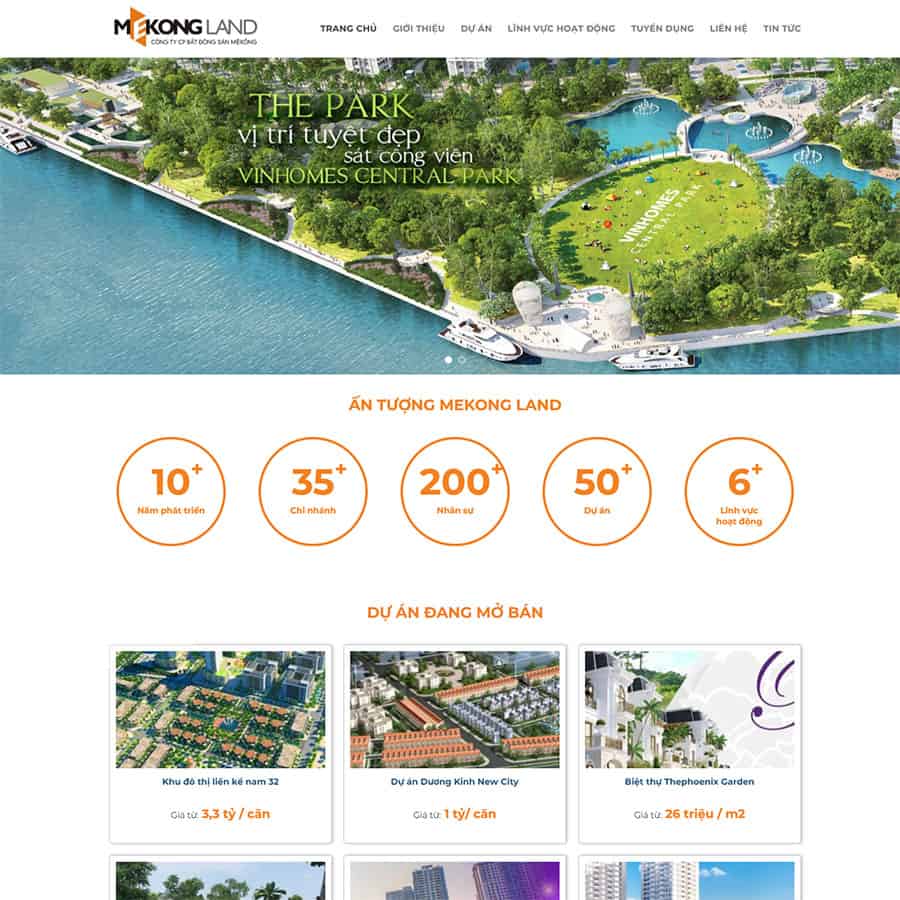 MEKONG LAND
CÔNG TY CP BẤT ĐỘNG SẢN MÊKÔNG
TRANG CHỦ GIỚI THIỆU DỰ ÁN LĨNH VỰC HOẠT ĐỘNG TUYỂN DỤNG LIÊN HỆ TIN TỨC
THE PARK
vị trí tuyệt đẹp
sát công viên
VINHOMES CENTRAL PARK
VINHOMES
CENTRAL PARK
ẤN TƯỢNG MEKONG LAND
10+ 35+ 200+ 50+ 6+
Năm phát triển Chi nhánh Nhân sự Dự án Lĩnh vực
hoạt động
DỰ ÁN ĐANG MỞ BÁN
Khu đô thị liền kề nam 32 Dự án Dương Kinh New City Biệt thự Thephoenix Garden
Giá từ: 3,3 tỷ / căn Giá từ: 1 tỷ/ căn Giá từ: 26 triệu / m2